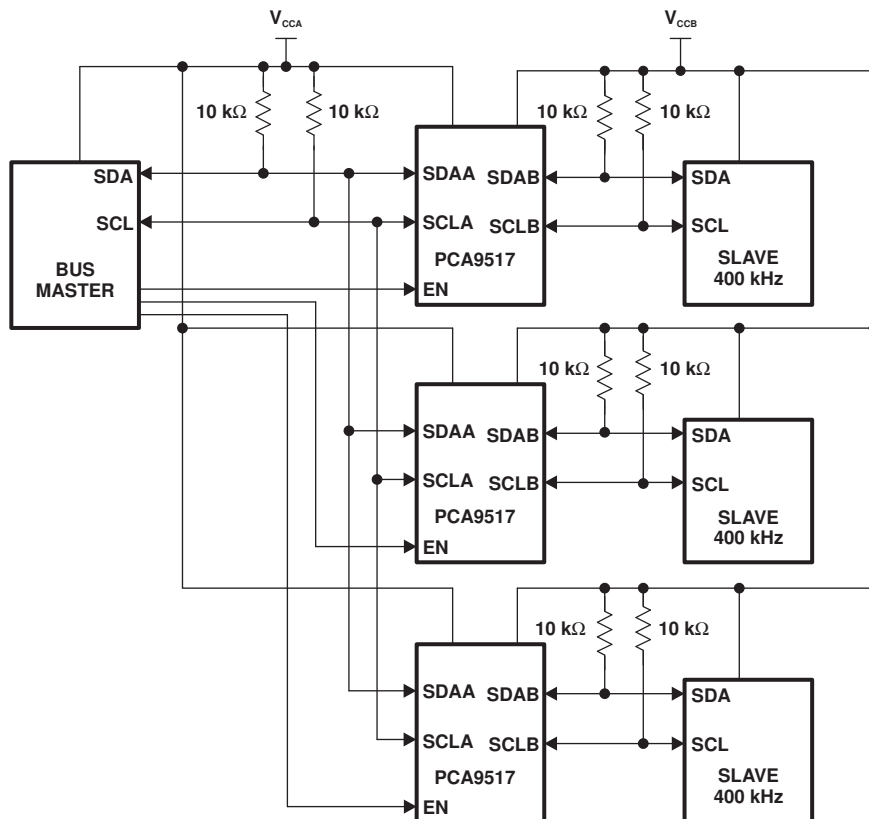 V_CCA
V_CCB
10 kΩ 10 kΩ 10 kΩ 10 kΩ
SDA
SCL
BUS
MASTER
SDAA SDAB
SCLA SCLB
PCA9517
EN
SDA
SCL
SLAVE
400 kHz
10 kΩ 10 kΩ
SDAA SDAB
SCLA SCLB
PCA9517
EN
SDA
SCL
SLAVE
400 kHz
10 kΩ 10 kΩ
SDAA SDAB
SCLA SCLB
PCA9517
EN
SDA
SCL
SLAVE
400 kHz